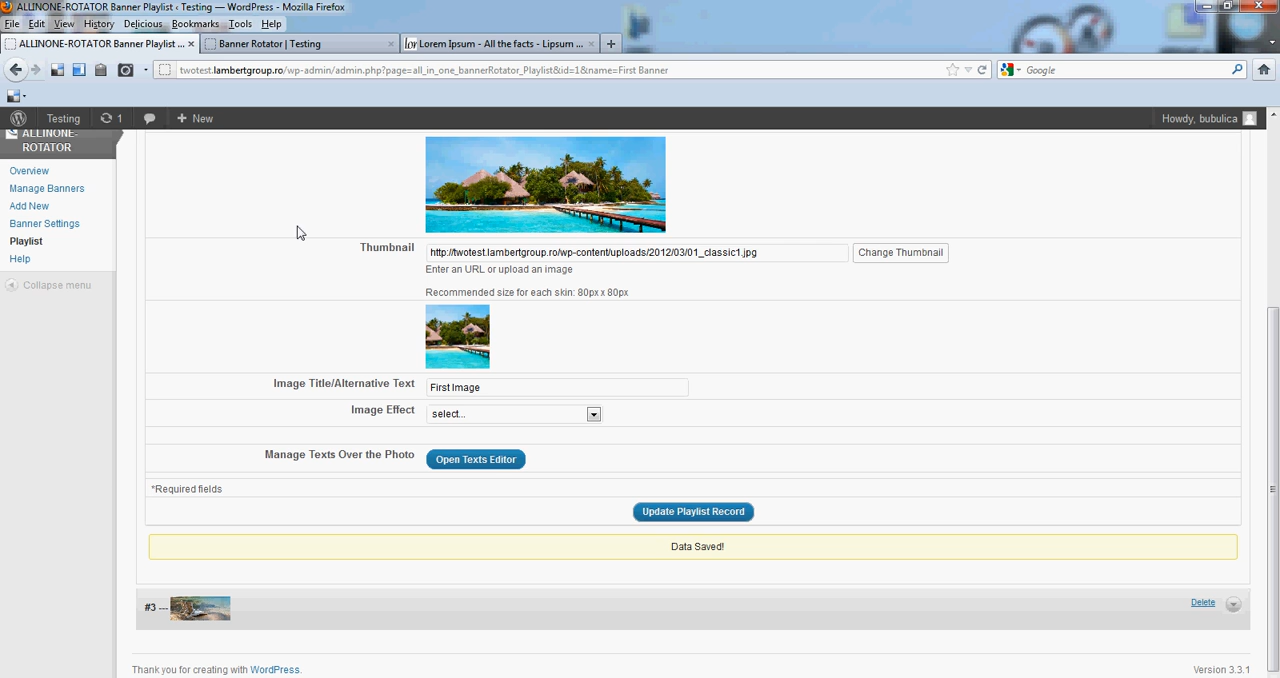 ALLINONE-ROTATOR Banner Playlist ‹ Testing — WordPress - Mozilla Firefox
File Edit View History Delicious Bookmarks Tools Help
ALLINONE-ROTATOR Banner Playlist ... × Banner Rotator | Testing × Lorem Ipsum - All the facts - Lipsum ... × +
twotest.lambertgroup.ro/wp-admin/admin.php?page=all_in_one_bannerRotator_Playlist&id=1&name=First Banner
Google
Testing 1 + New Howdy, bubulica
ALLINONE-
ROTATOR
Overview
Manage Banners
Add New
Banner Settings
Playlist
Help
Collapse menu
Thumbnail http://twotest.lambertgroup.ro/wp-content/uploads/2012/03/01_classic1.jpg Change Thumbnail
Enter an URL or upload an image
Recommended size for each skin: 80px x 80px
Image Title/Alternative Text First Image
Image Effect select...
Manage Texts Over the Photo Open Texts Editor
*Required fields
Update Playlist Record
Data Saved!
#3 --- Delete
Thank you for creating with WordPress. Version 3.3.1